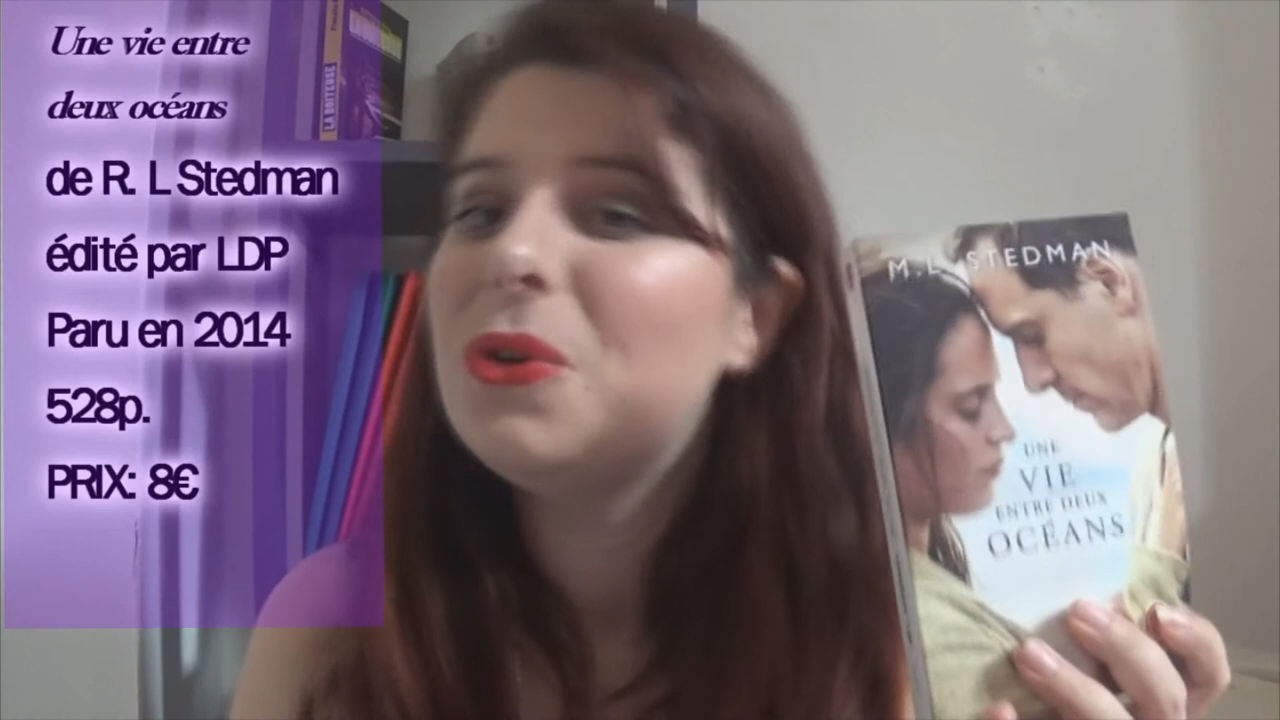 Une vie entre
deux océans
de R. L Stedman
édité par LDP
Paru en 2014
528p.
PRIX: 8€
LA BOITEUSE
M.L. STEDMAN
UNE
VIE
ENTRE DEUX
OCÉANS